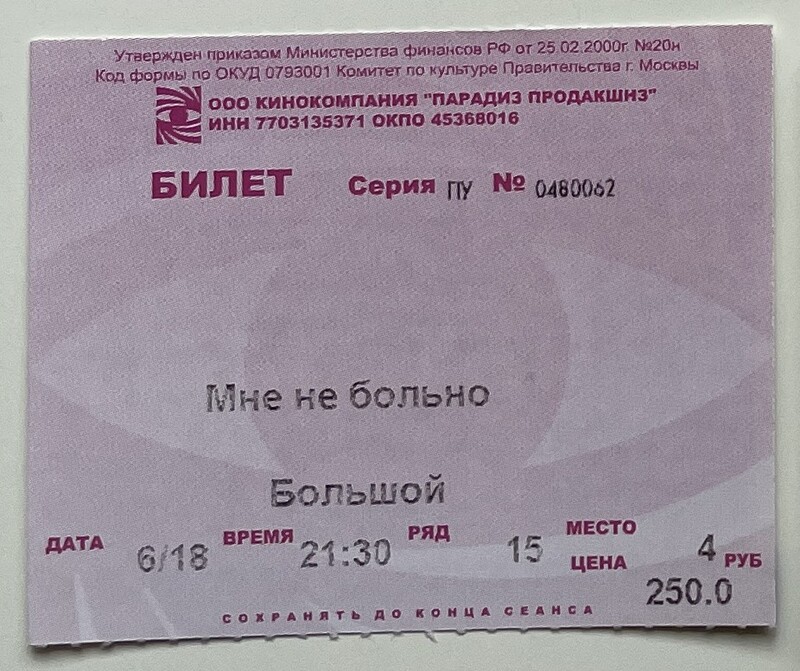 Утвержден приказом Министерства финансов РФ от 25.02.2000г. №20н
Код формы по ОКУД 0793001 Комитет по культуре Правительства г. Москвы
ООО КИНОКОМПАНИЯ "ПАРАДИЗ ПРОДАКШНЗ"
ИНН 7703135371 ОКПО 45368016
БИЛЕТ Серия ПУ № 0480062
Мне не больно
Большой
ДАТА 6/18 ВРЕМЯ 21:30 РЯД 15 МЕСТО 4
ЦЕНА 250.0 РУБ
СОХРАНЯТЬ ДО КОНЦА СЕАНСА